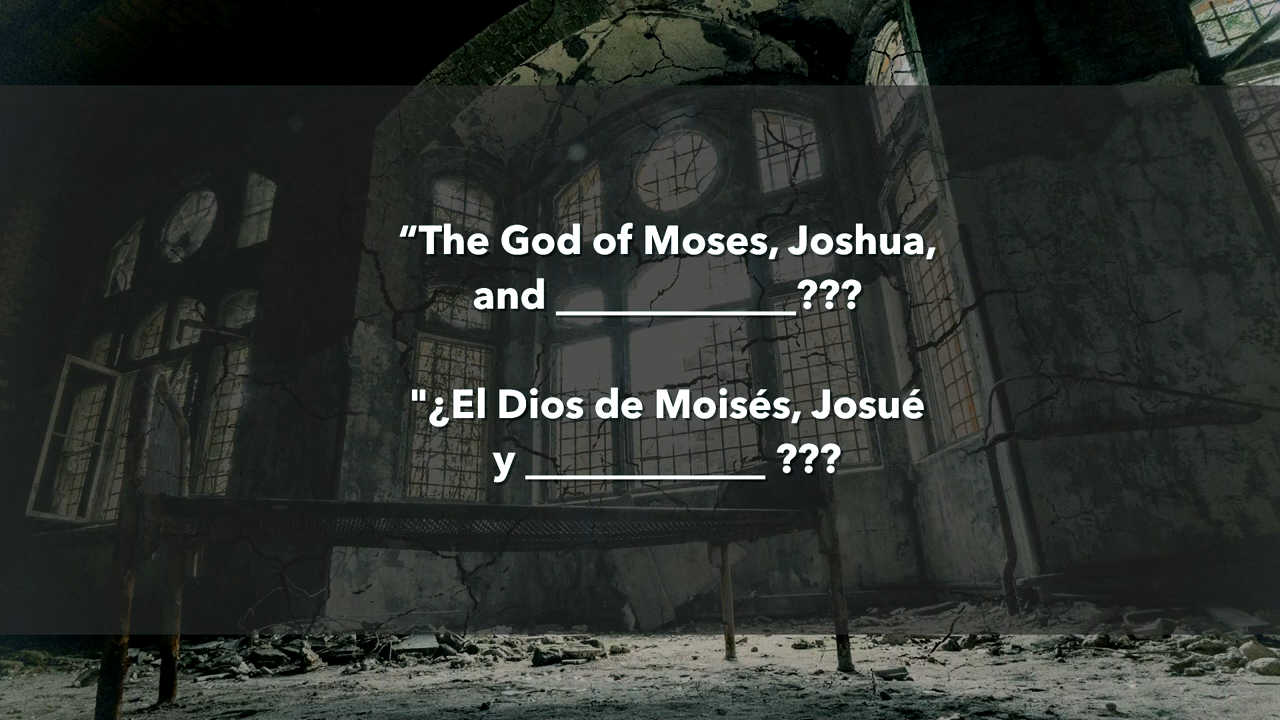 “The God of Moses, Joshua,
and ____________???
"¿El Dios de Moisés, Josué
y ____________ ???